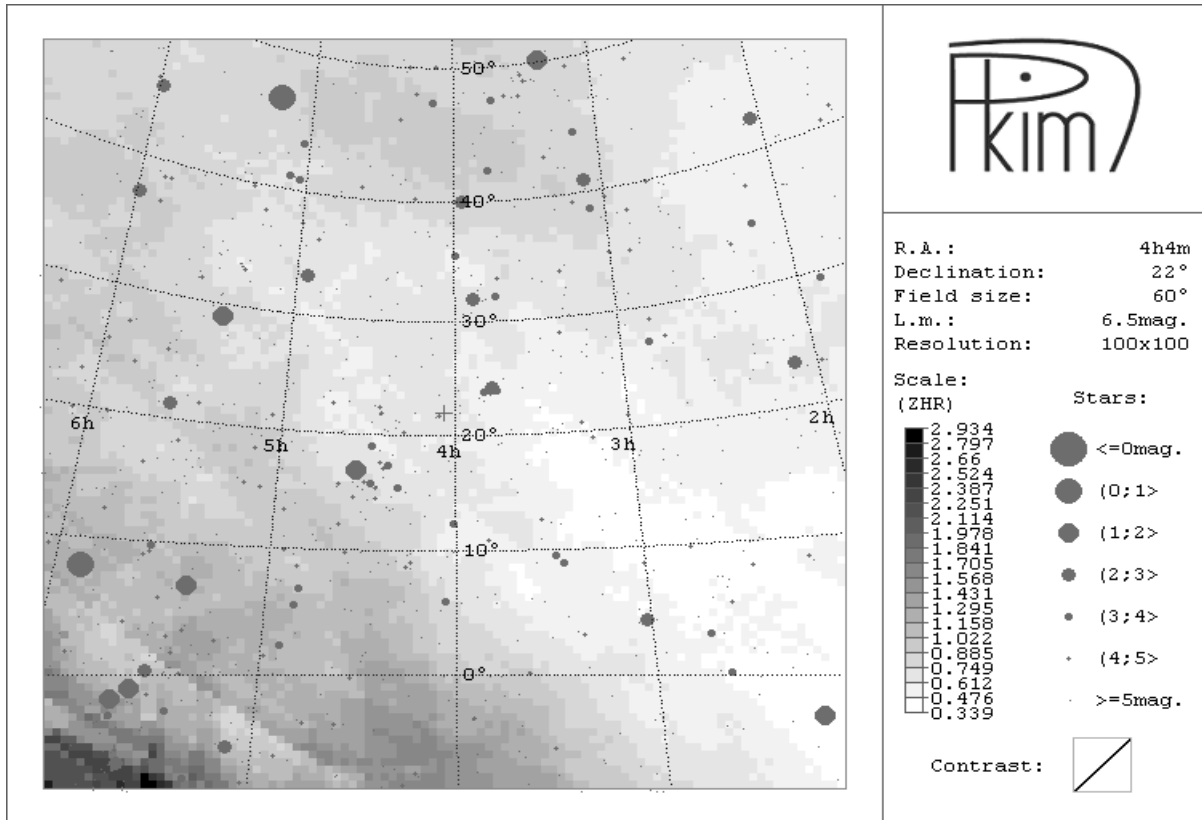 50°
40°
30°
20°
10°
0°
6h
5h
4h
3h
2h
Pkim
R.A.: 4h4m
Declination: 22°
Field size: 60°
L.m.: 6.5mag.
Resolution: 100x100
Scale:
(ZHR)
2.934
2.797
2.66
2.524
2.387
2.251
2.114
1.978
1.841
1.705
1.568
1.431
1.295
1.158
1.022
0.885
0.749
0.612
0.476
0.339
Stars:
<=0mag.
(0;1>
(1;2>
(2;3>
(3;4>
(4;5>
>=5mag.
Contrast: